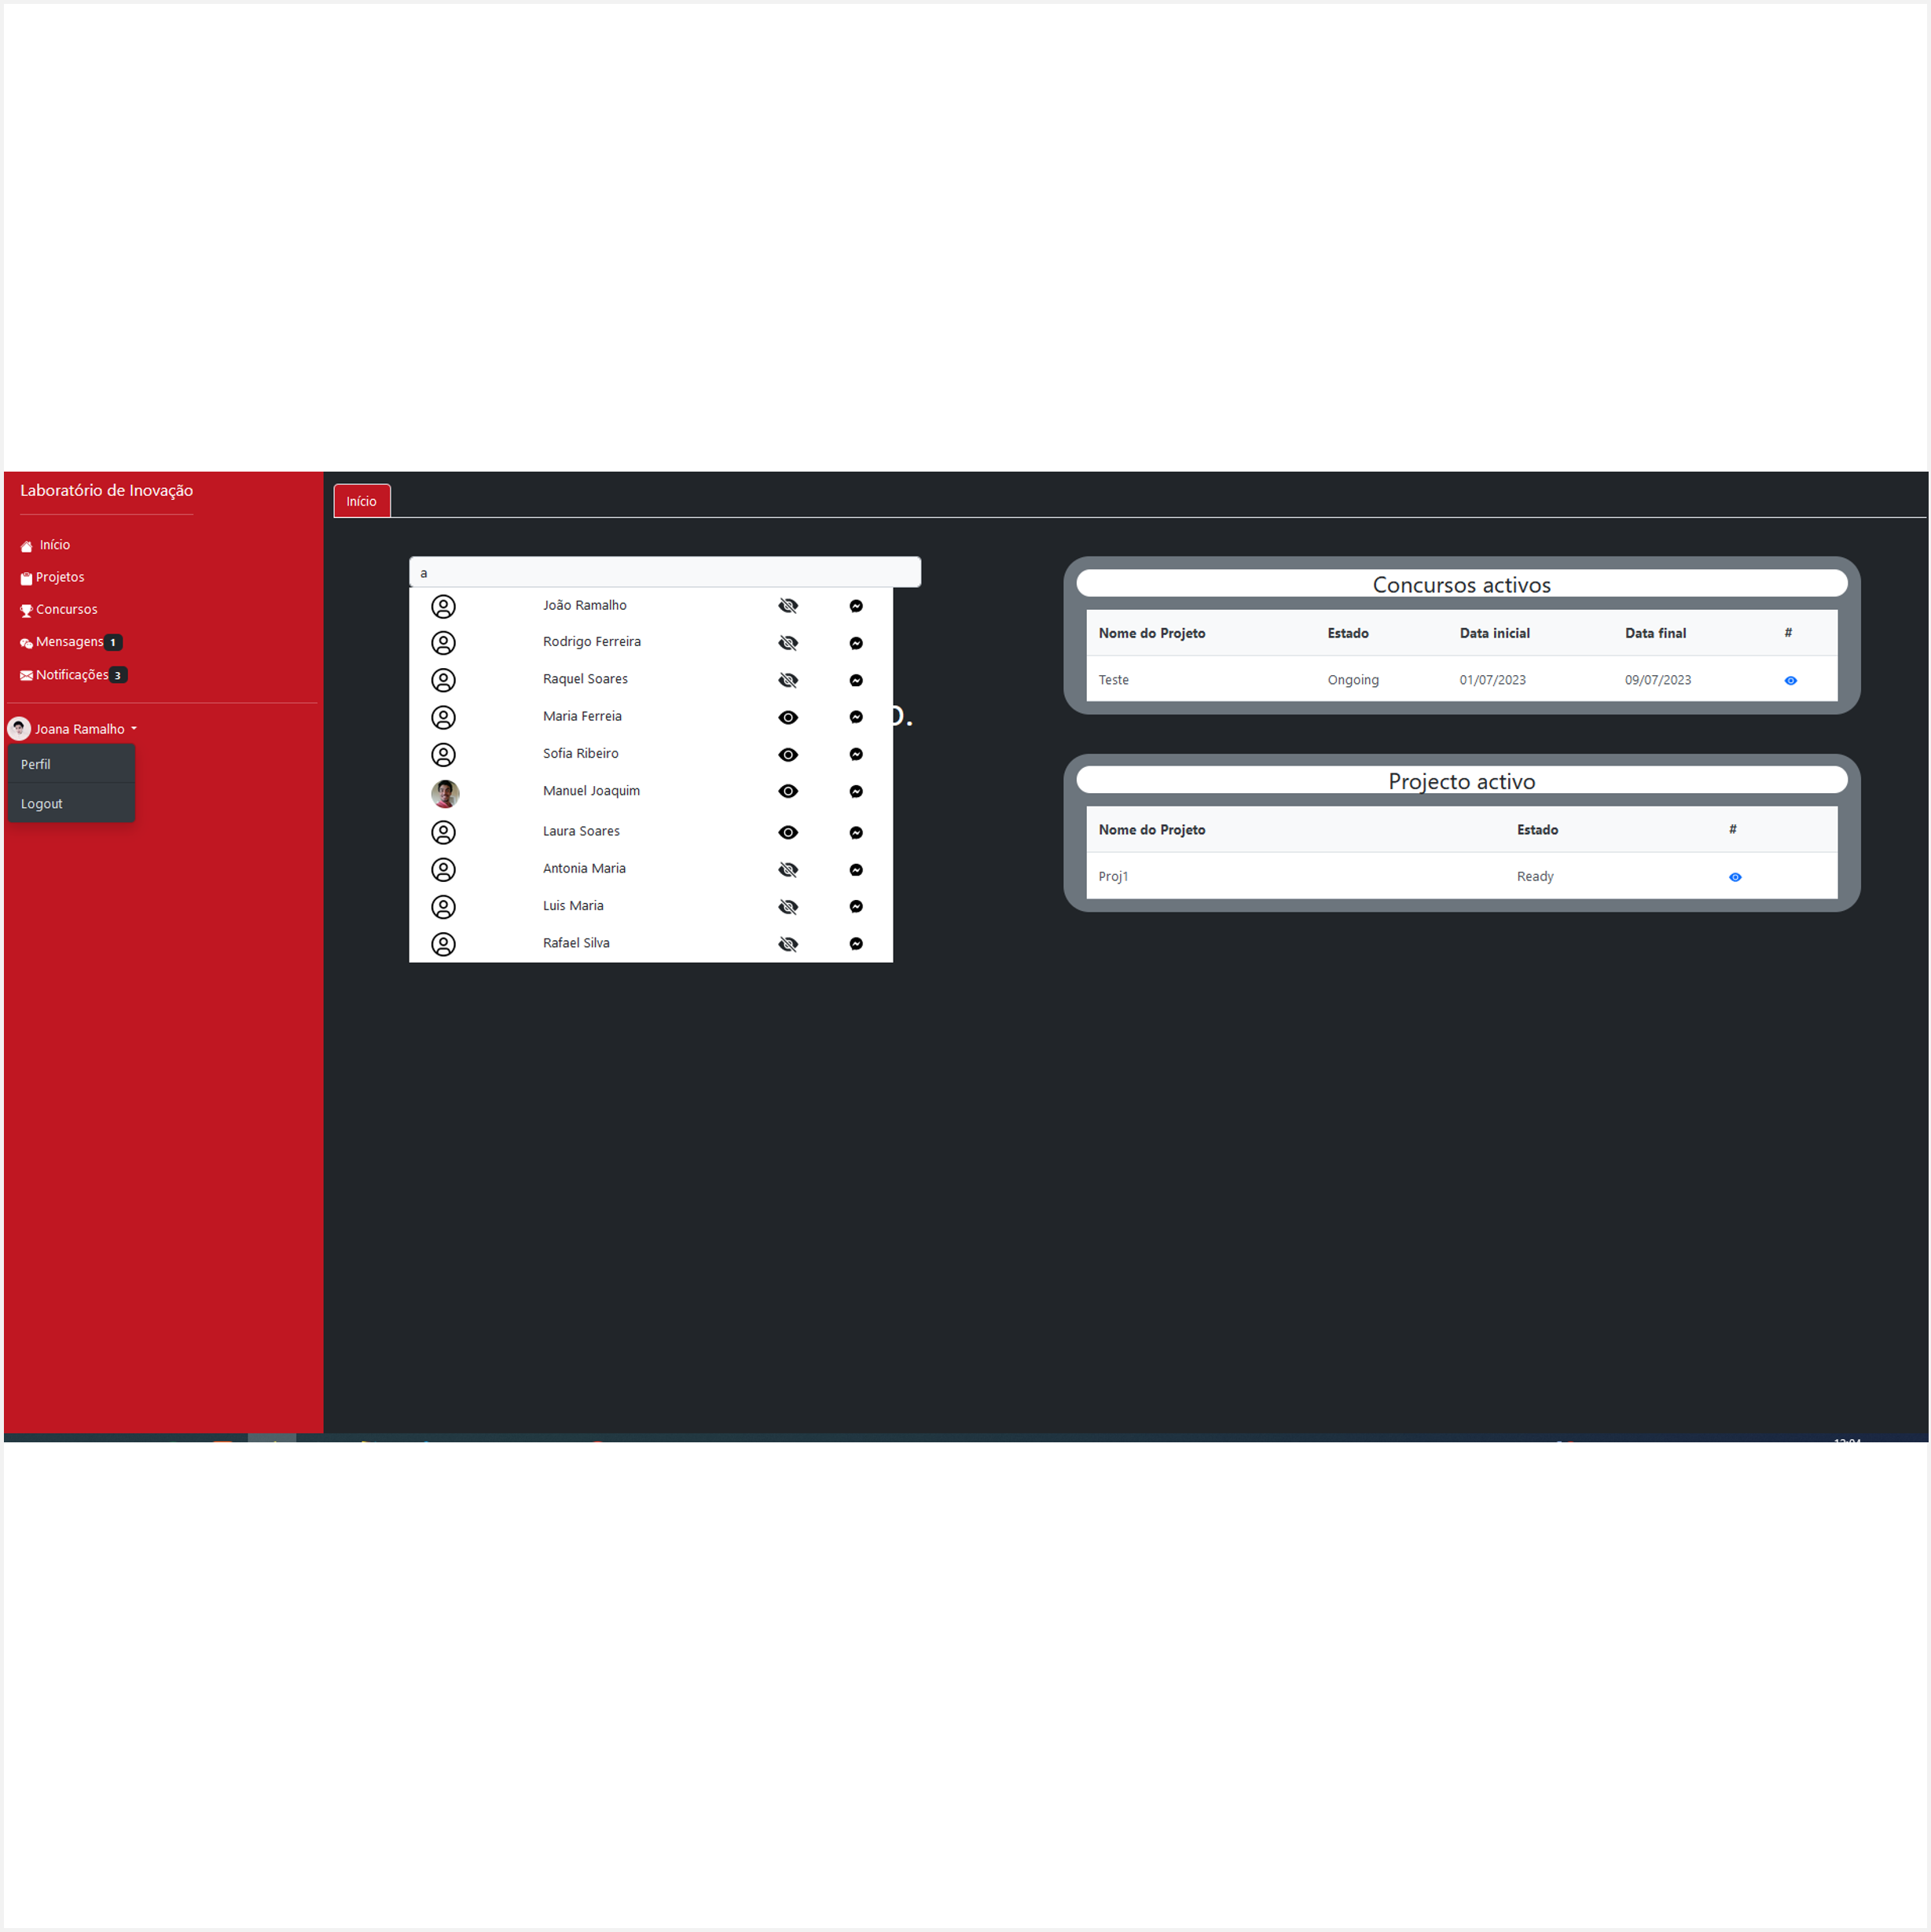 Laboratório de Inovação
Início
Projetos
Concursos
Mensagens 1
Notificações 3
Joana Ramalho
Perfil
Logout
Início
a
João Ramalho
Rodrigo Ferreira
Raquel Soares
Maria Ferreia
Sofia Ribeiro
Manuel Joaquim
Laura Soares
Antonia Maria
Luis Maria
Rafael Silva
Concursos activos
Nome do Projeto Estado Data inicial Data final #
Teste Ongoing 01/07/2023 09/07/2023
Projecto activo
Nome do Projeto Estado #
Proj1 Ready